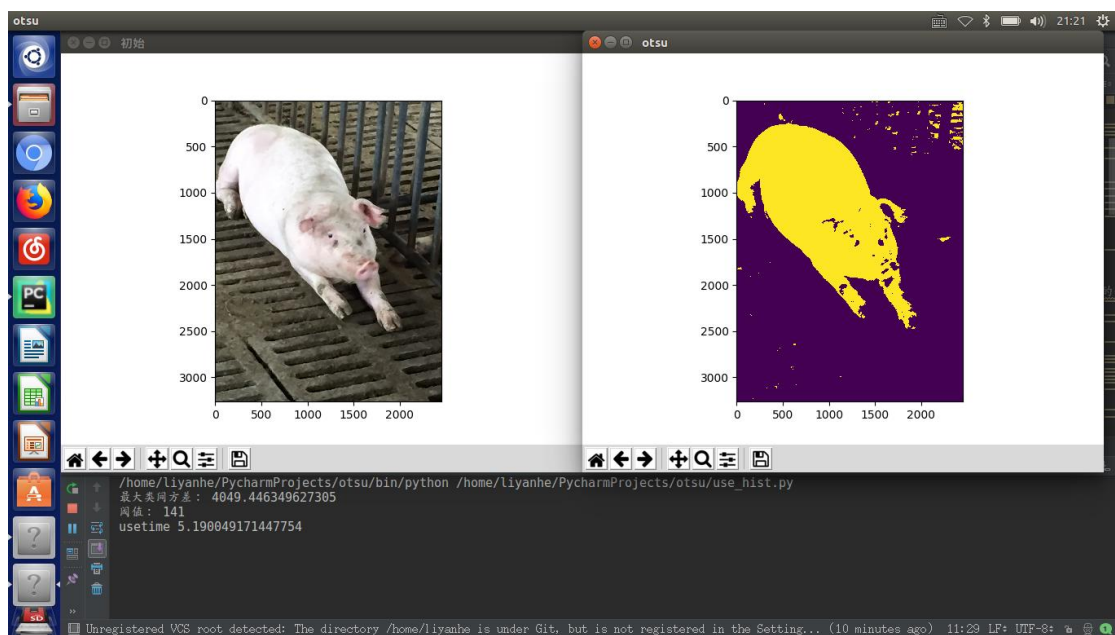 otsu
21:21
初始
otsu
0
500
1000
1500
2000
2500
3000
0 500 1000 1500 2000
0
500
1000
1500
2000
2500
3000
0 500 1000 1500 2000
PC
/home/liyanhe/PycharmProjects/otsu/bin/python /home/liyanhe/PycharmProjects/otsu/use_hist.py
最大类间方差: 4049.446349627305
阈值: 141
usetime 5.190049171447754
Unregistered VCS root detected: The directory /home/liyanhe is under Git, but is not registered in the Setting... (10 minutes ago) 11:29 LF: UTF-8: